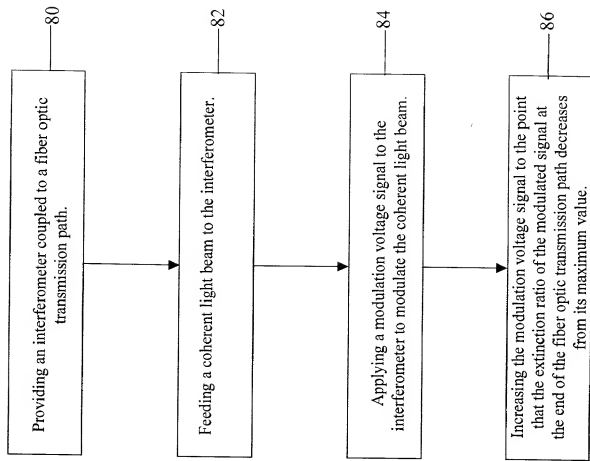 80
Providing an interferometer coupled to a fiber optic
transmission path.
82
Feeding a coherent light beam to the interferometer.
84
Applying a modulation voltage signal to the
interferometer to modulate the coherent light beam.
86
Increasing the modulation voltage signal to the point
that the extinction ratio of the modulated signal at
the end of the fiber optic transmission path decreases
from its maximum value.